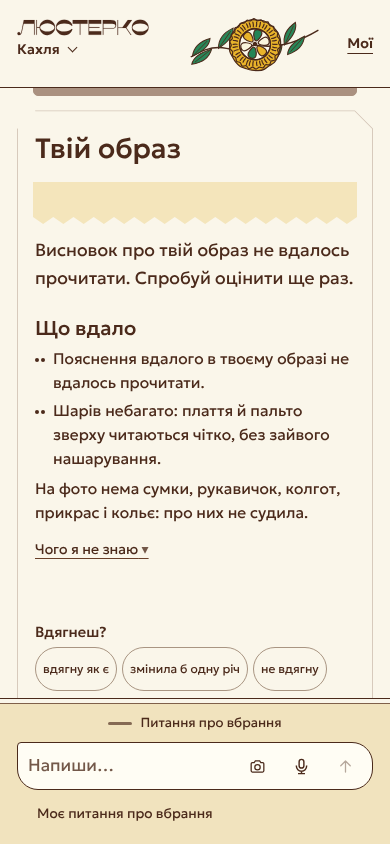 ЛЮСТЕРКО
Кахля
Мої
Твій образ
Висновок про твій образ не вдалось
прочитати. Спробуй оцінити ще раз.
Що вдало
•• Пояснення вдалого в твоєму образі не
вдалось прочитати.
•• Шарів небагато: плаття й пальто
зверху читаються чітко, без зайвого
нашарування.
На фото нема сумки, рукавичок, колгот,
прикрас і кольє: про них не судила.
Чого я не знаю ▾
Вдягнеш?
вдягну як є
змінила б одну річ
не вдягну
Питання про вбрання
Напиши...
Моє питання про вбрання